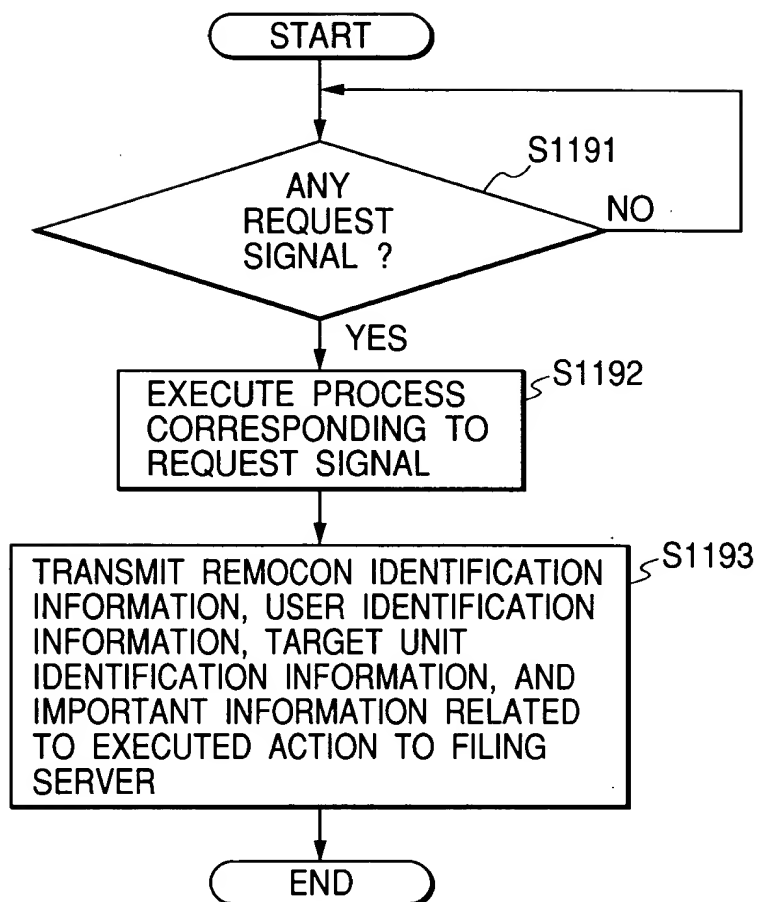 START
S1191
ANY
REQUEST
SIGNAL ?
NO
YES
S1192
EXECUTE PROCESS
CORRESPONDING TO
REQUEST SIGNAL
S1193
TRANSMIT REMOCON IDENTIFICATION
INFORMATION, USER IDENTIFICATION
INFORMATION, TARGET UNIT
IDENTIFICATION INFORMATION, AND
IMPORTANT INFORMATION RELATED
TO EXECUTED ACTION TO FILING
SERVER
END